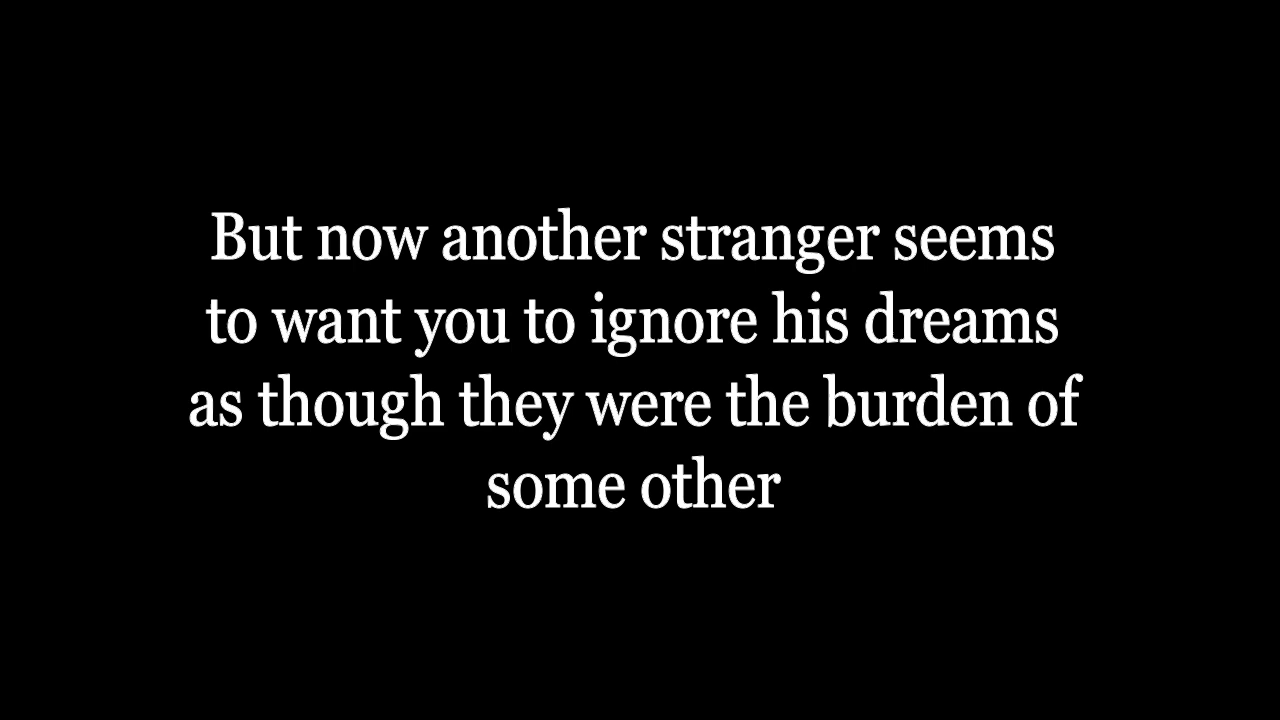 But now another stranger seems
to want you to ignore his dreams
as though they were the burden of
some other